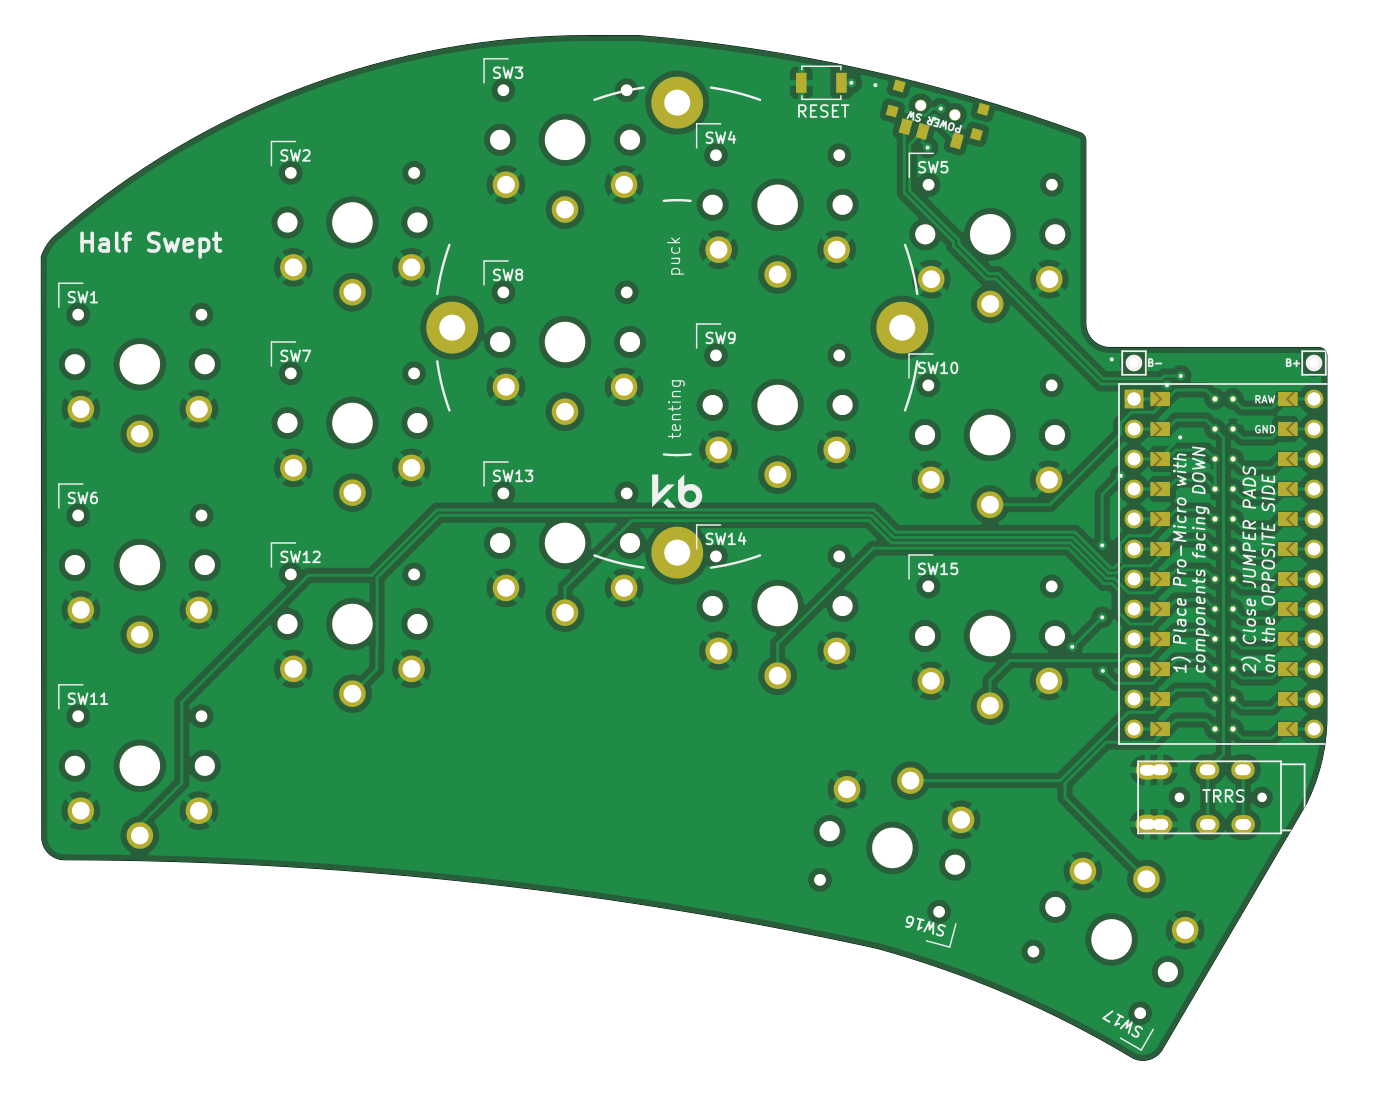 SW3
RESET
POWER SW
SW4
SW2
SW5
Half Swept
puck
SW8
SW1
SW9
SW7
SW10
B-
B+
tenting
RAW
GND
SW13
kb
1) Place Pro-Micro with
components facing DOWN
2) Close JUMPER PADS
on the OPPOSITE SIDE
SW6
SW14
SW12
SW15
SW11
TRRS
SW16
SW17